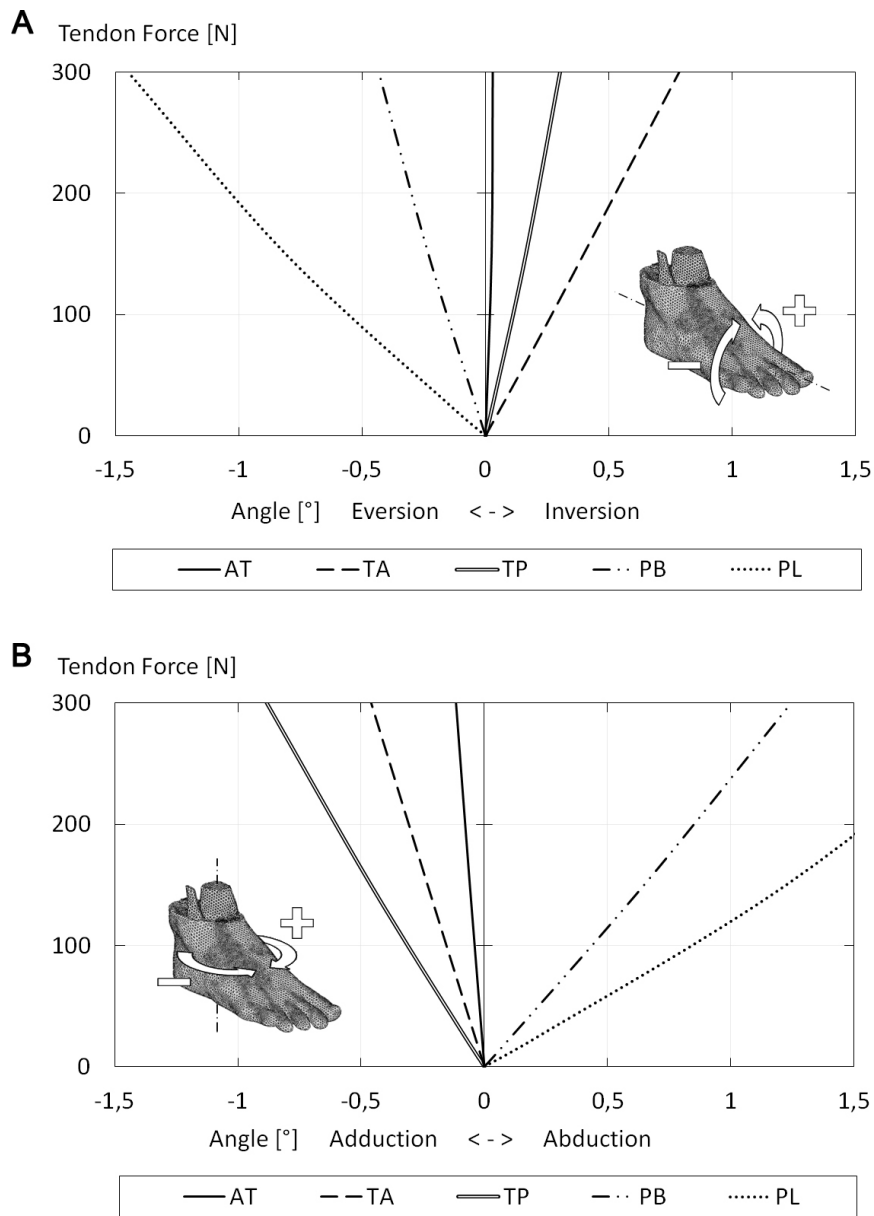 A
Tendon Force [N]
300
200
100
0
-1,5 -1 -0,5 0 0,5 1 1,5
Angle [°] Eversion < - > Inversion
AT TA TP PB PL
B
Tendon Force [N]
300
200
100
0
-1,5 -1 -0,5 0 0,5 1 1,5
Angle [°] Adduction < - > Abduction
AT TA TP PB PL